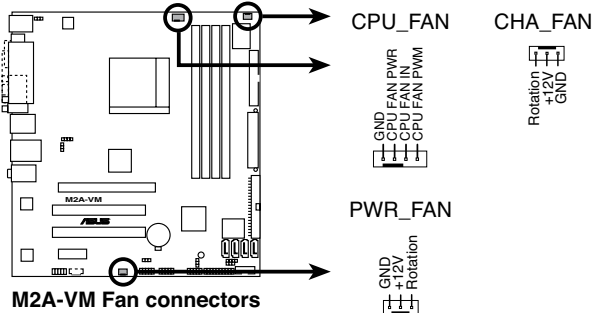 CPU_FAN
CHA_FAN
GND
CPU FAN PWR
CPU FAN IN
CPU FAN PWM
Rotation
+12V
GND
M2A-VM
ASUS
PWR_FAN
GND
+12V
Rotation
M2A-VM Fan connectors